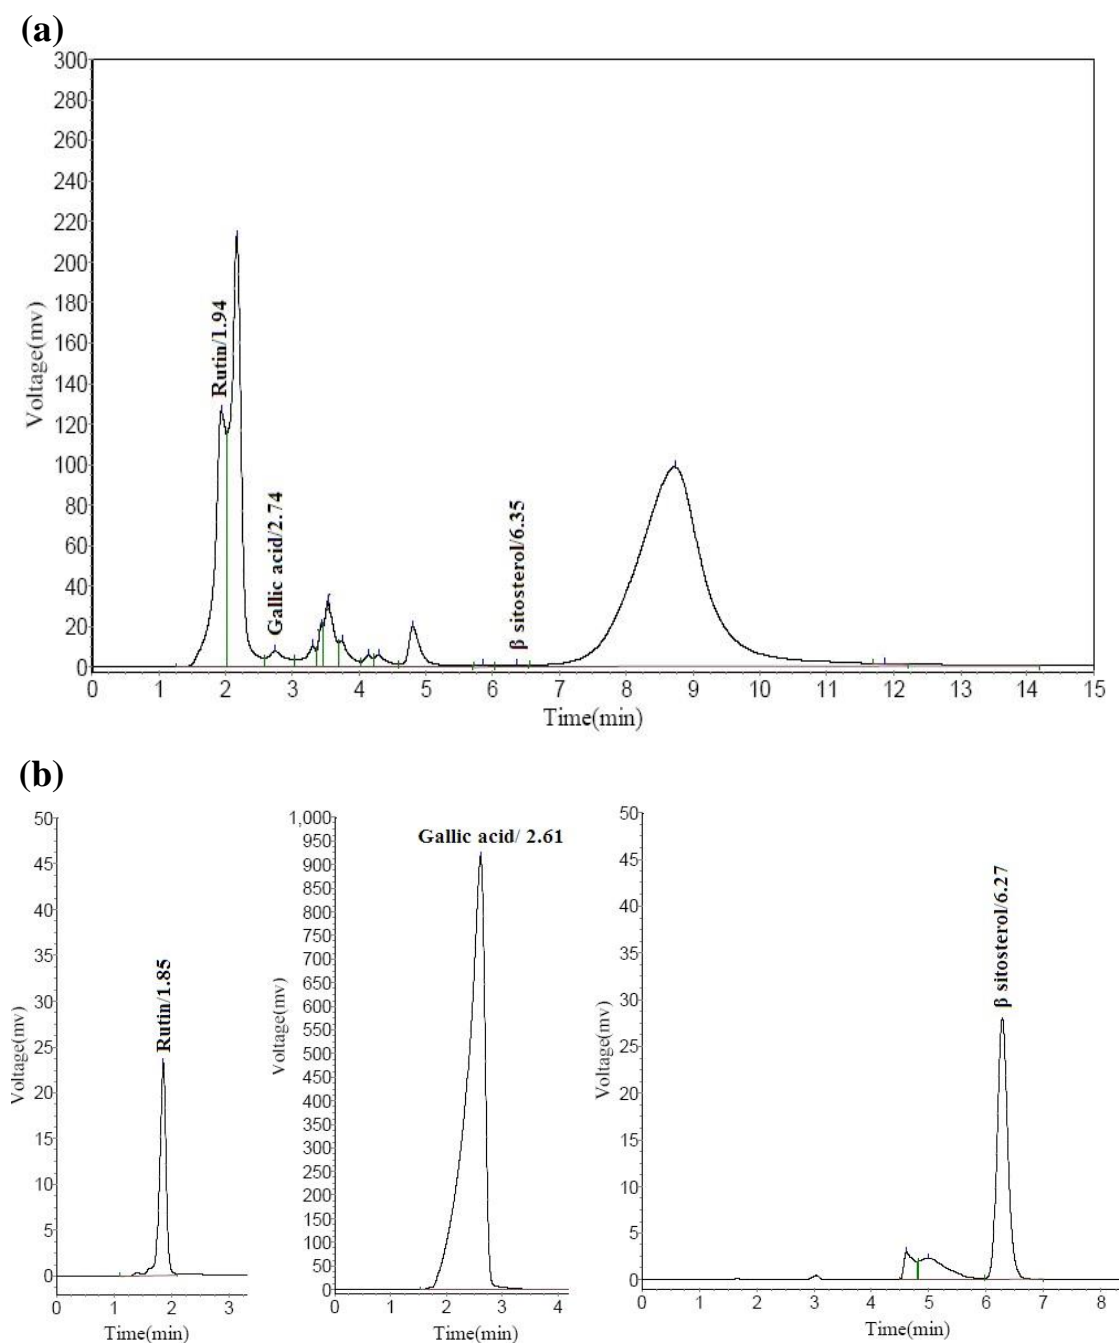 (a)
300
280
260
240
220
200
180
160
140
120
100
80
60
40
20
0
Voltage(mv)
Rutin/1.94
Gallic acid/2.74
β sitosterol/6.35
0 1 2 3 4 5 6 7 8 9 10 11 12 13 14 15
Time(min)
(b)
50
45
40
35
30
25
20
15
10
5
0
Voltage(mv)
Rutin/1.85
0 1 2 3
Time(min)
1,000
950
900
850
800
750
700
650
600
550
500
450
400
350
300
250
200
150
100
50
0
Voltage(mv)
Gallic acid/ 2.61
0 1 2 3 4
Time(min)
50
45
40
35
30
25
20
15
10
5
0
Voltage(mv)
β sitosterol/6.27
0 1 2 3 4 5 6 7 8
Time(min)